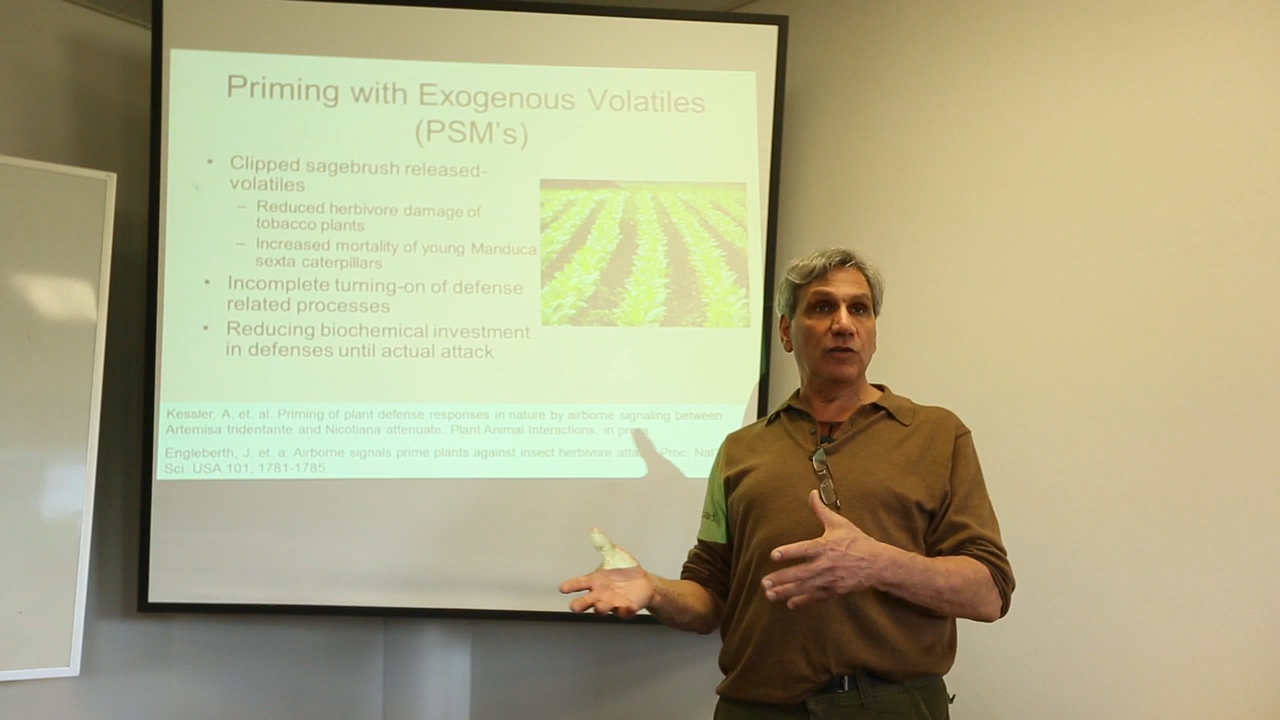 Priming with Exogenous Volatiles
(PSM's)
• Clipped sagebrush released-
volatiles
– Reduced herbivore damage of
tobacco plants
– Increased mortality of young Manduca
sexta caterpillars
• Incomplete turning-on of defense
related processes
• Reducing biochemical investment
in defenses until actual attack
Kessler, A. et. al. Priming of plant defense responses in nature by airborne signaling between
Artemisa tridentante and Nicotiana attenuate. Plant Animal Interactions, in press
Engleberth, J. et. a. Airborne signals prime plants against insect herbivore Proc.
Sci. USA 101, 1781-1785